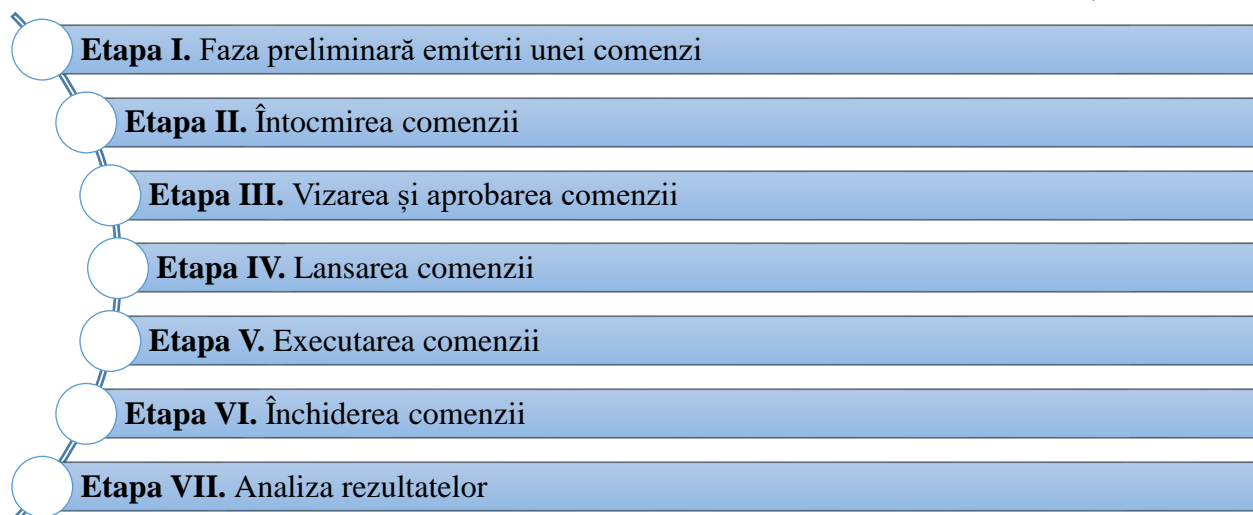 Etapa I. Faza preliminară emiterii unei comenzi
Etapa II. Întocmirea comenzii
Etapa III. Vizarea și aprobarea comenzii
Etapa IV. Lansarea comenzii
Etapa V. Executarea comenzii
Etapa VI. Închiderea comenzii
Etapa VII. Analiza rezultatelor